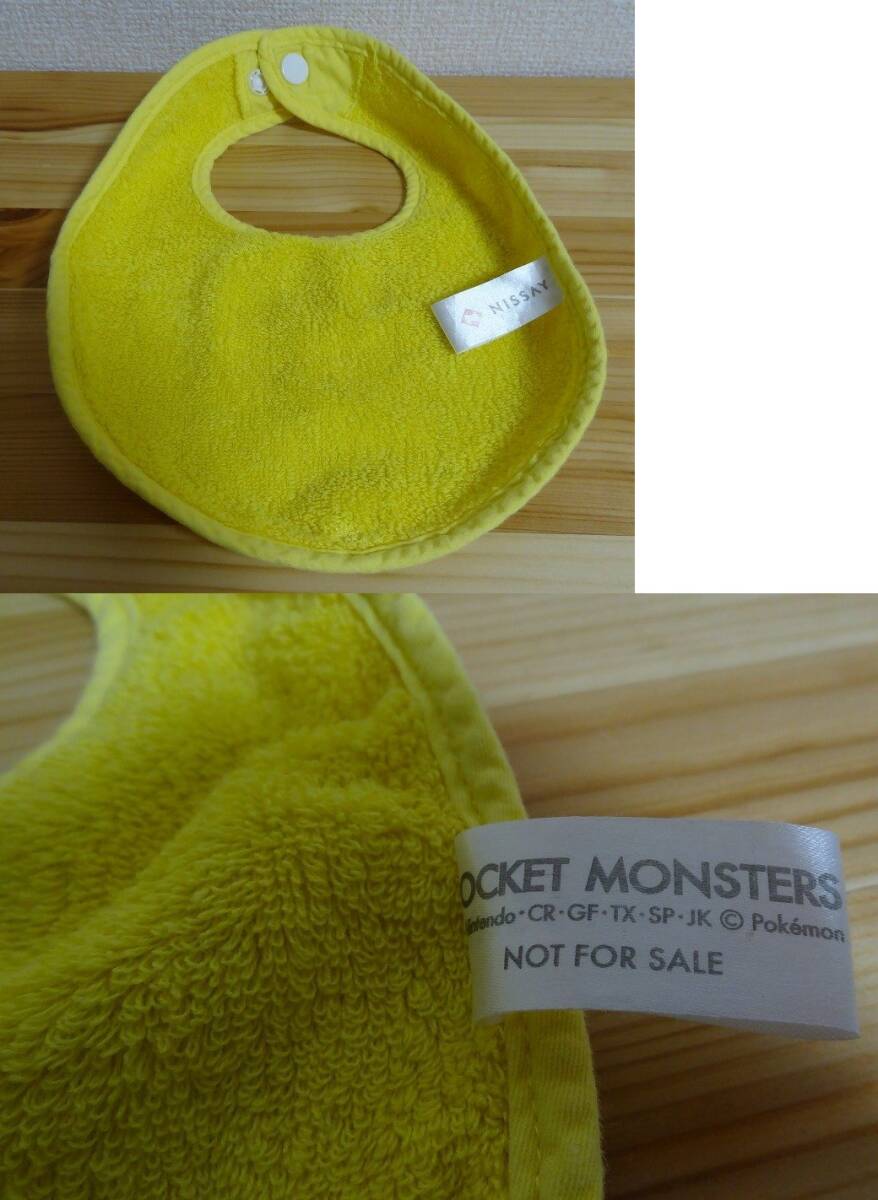 NISSAY
OCKET MONSTERS
intendo・CR・GF・TX・SP・JK © Pokémon
NOT FOR SALE